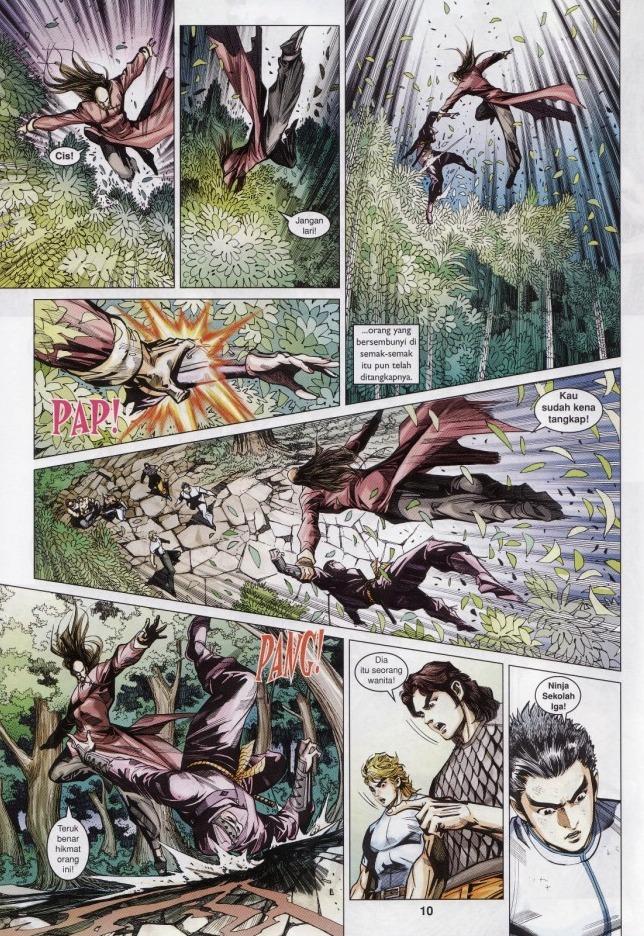 Cis!
Jangan
lari!
...orang yang
bersembunyi di
semak-semak
itu pun telah
ditangkapnya.
PAP!
Kau
sudah kena
tangkap!
PANG!
Teruk
benar
hikmat
orang
ini!
Dia
itu seorang
wanita!
Ninja
Sekolah
Iga!
10